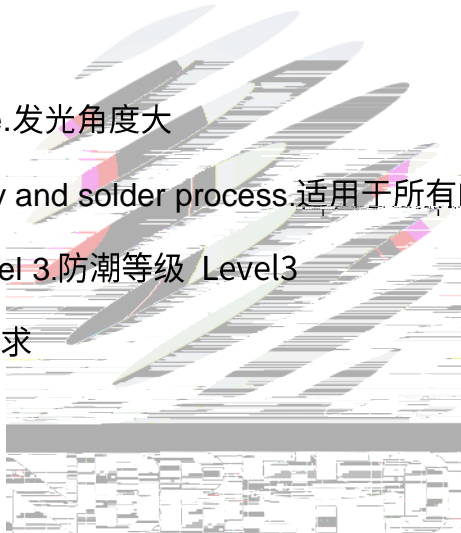 .发光角度大
and solder process.适用于所有
el 3.防潮等级 Level3
求